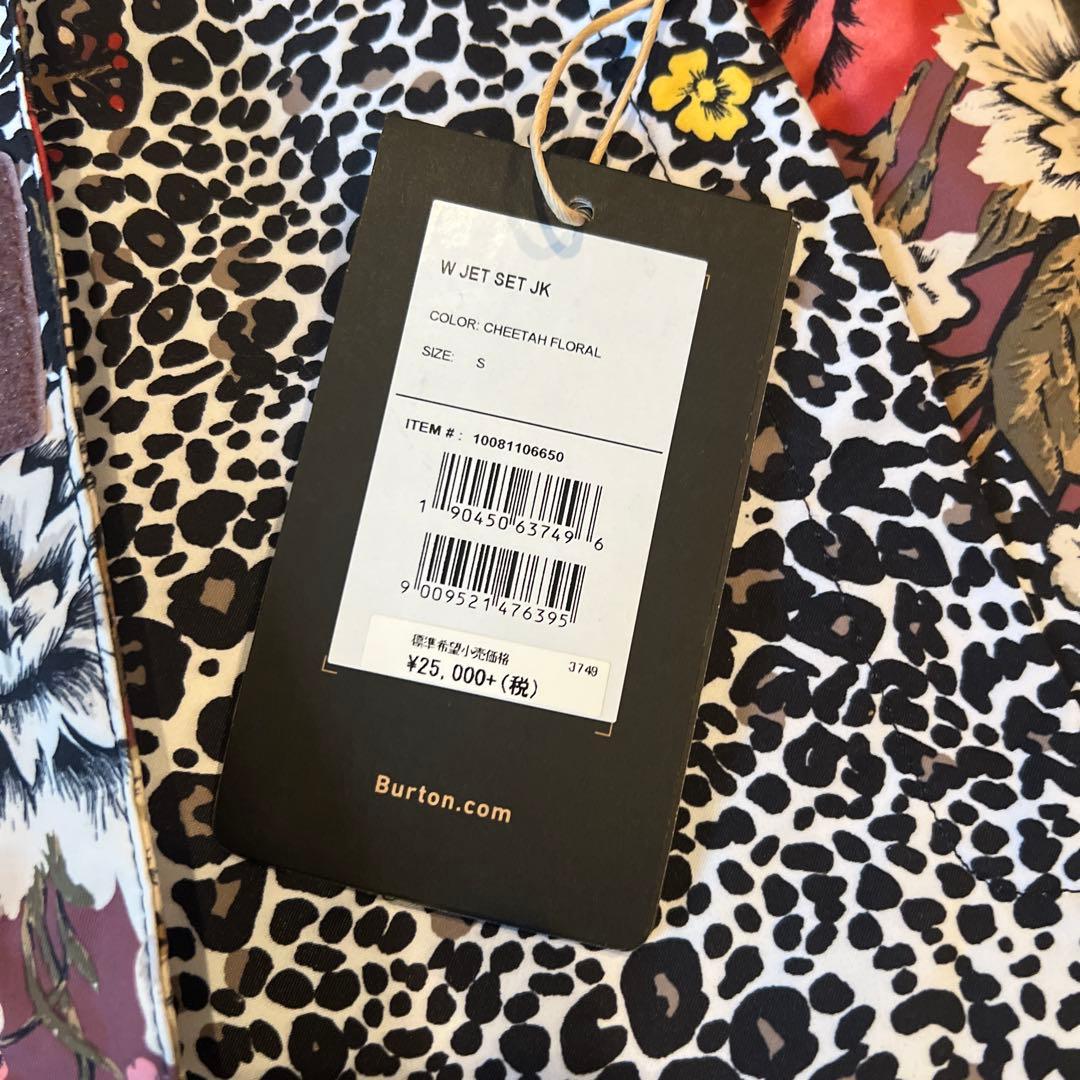 W JET SET JK
COLOR: CHEETAH FLORAL
SIZE: S
ITEM # : 10081106650
1 90450 63749 6
9 009521 476395
標準希望小売価格 3749
¥25,000+(税)
Burton.com